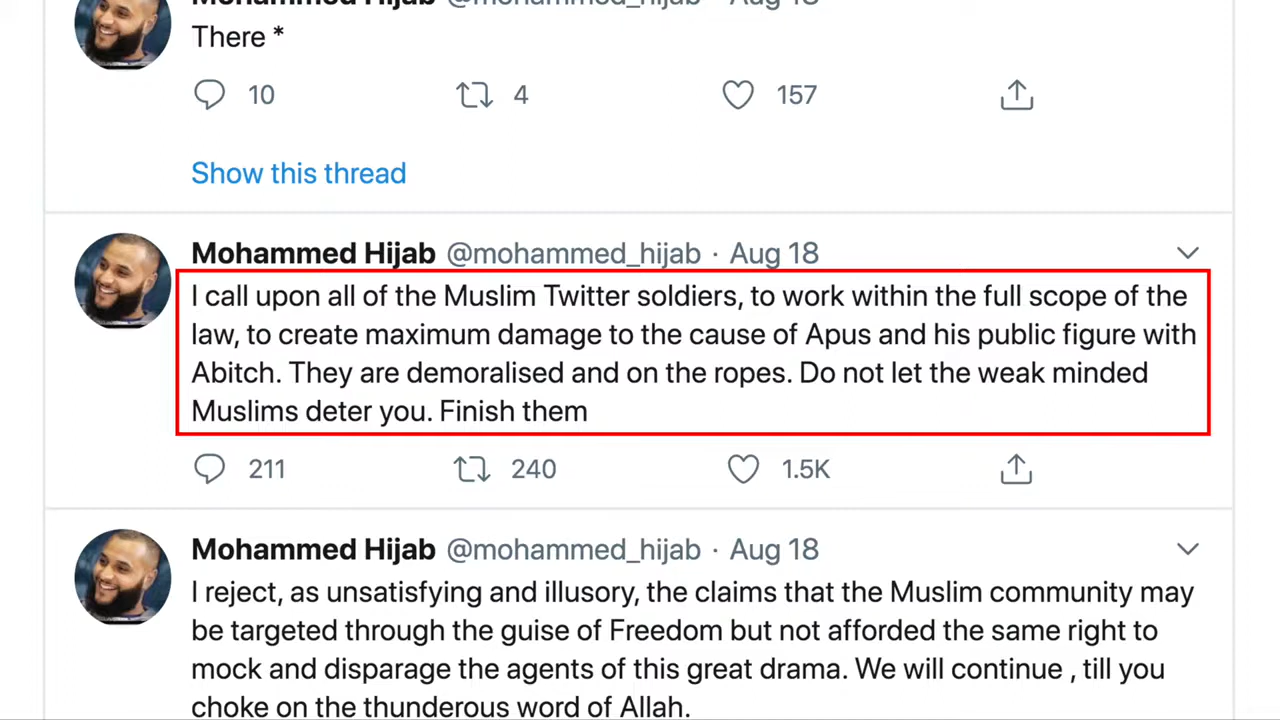 Mohammed Hijab @mohammed_hijab · Aug 18
There *
10 4 157
Show this thread
Mohammed Hijab @mohammed_hijab · Aug 18
I call upon all of the Muslim Twitter soldiers, to work within the full scope of the
law, to create maximum damage to the cause of Apus and his public figure with
Abitch. They are demoralised and on the ropes. Do not let the weak minded
Muslims deter you. Finish them
211 240 1.5K
Mohammed Hijab @mohammed_hijab · Aug 18
I reject, as unsatisfying and illusory, the claims that the Muslim community may
be targeted through the guise of Freedom but not afforded the same right to
mock and disparage the agents of this great drama. We will continue , till you
choke on the thunderous word of Allah.